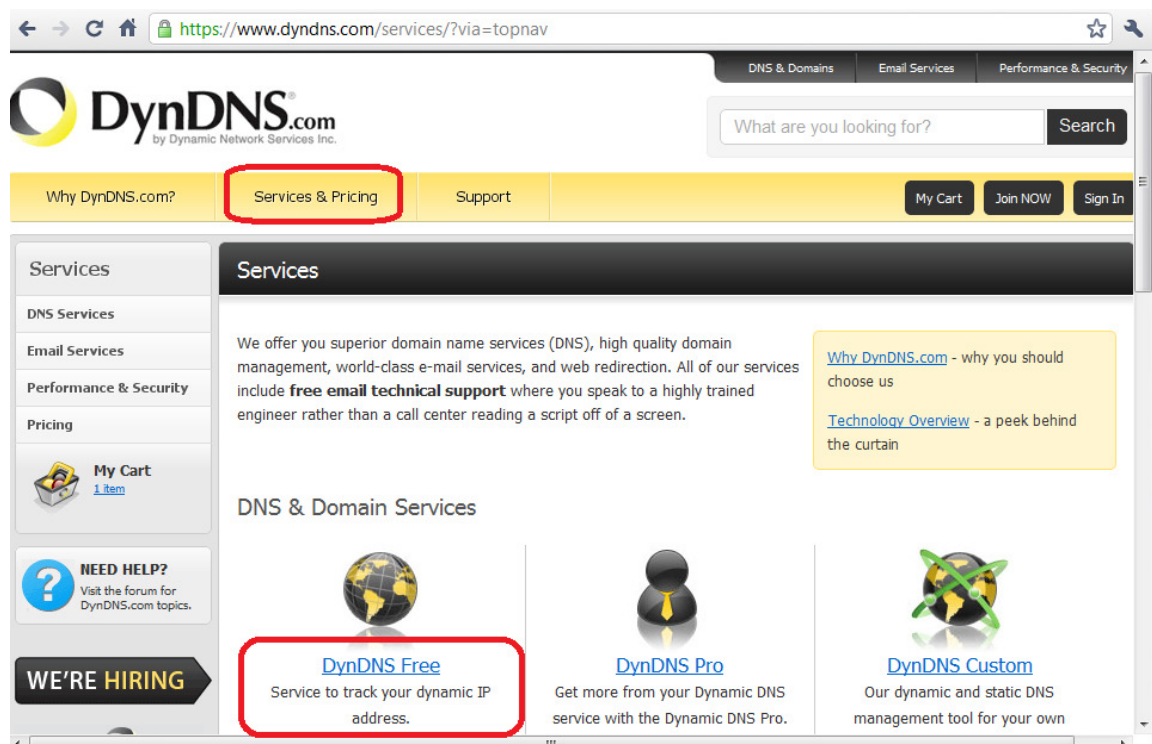 https://www.dyndns.com/services/?via=topnav
DNS & Domains Email Services Performance & Security
DynDNS.com
by Dynamic Network Services Inc.
What are you looking for? Search
Why DynDNS.com? Services & Pricing Support My Cart Join NOW Sign In
Services
DNS Services
Email Services
Performance & Security
Pricing
My Cart
1 item
NEED HELP?
Visit the forum for
DynDNS.com topics.
WE'RE HIRING
Services
We offer you superior domain name services (DNS), high quality domain
management, world-class e-mail services, and web redirection. All of our services
include free email technical support where you speak to a highly trained
engineer rather than a call center reading a script off of a screen.
Why DynDNS.com - why you should
choose us
Technology Overview - a peek behind
the curtain
DNS & Domain Services
DynDNS Free
Service to track your dynamic IP
address.
DynDNS Pro
Get more from your Dynamic DNS
service with the Dynamic DNS Pro.
DynDNS Custom
Our dynamic and static DNS
management tool for your own